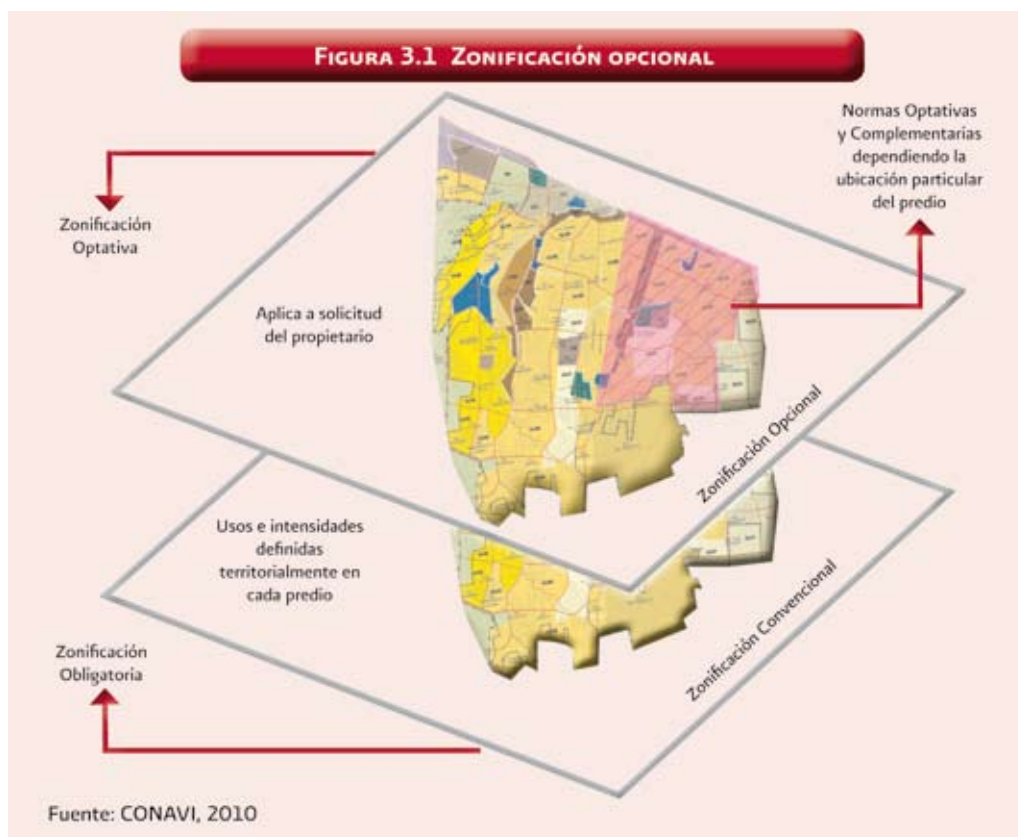 FIGURA 3.1 ZONIFICACIÓN OPCIONAL
Normas Optativas
y Complementarias
dependiendo la
ubicación particular
del predio
Zonificación
Optativa
Aplica a solicitud
del propietario
Zonificación Opcional
Usos e intensidades
definidas
territorialmente en
cada predio
Zonificación Convencional
Zonificación
Obligatoria
Fuente: CONAVI, 2010